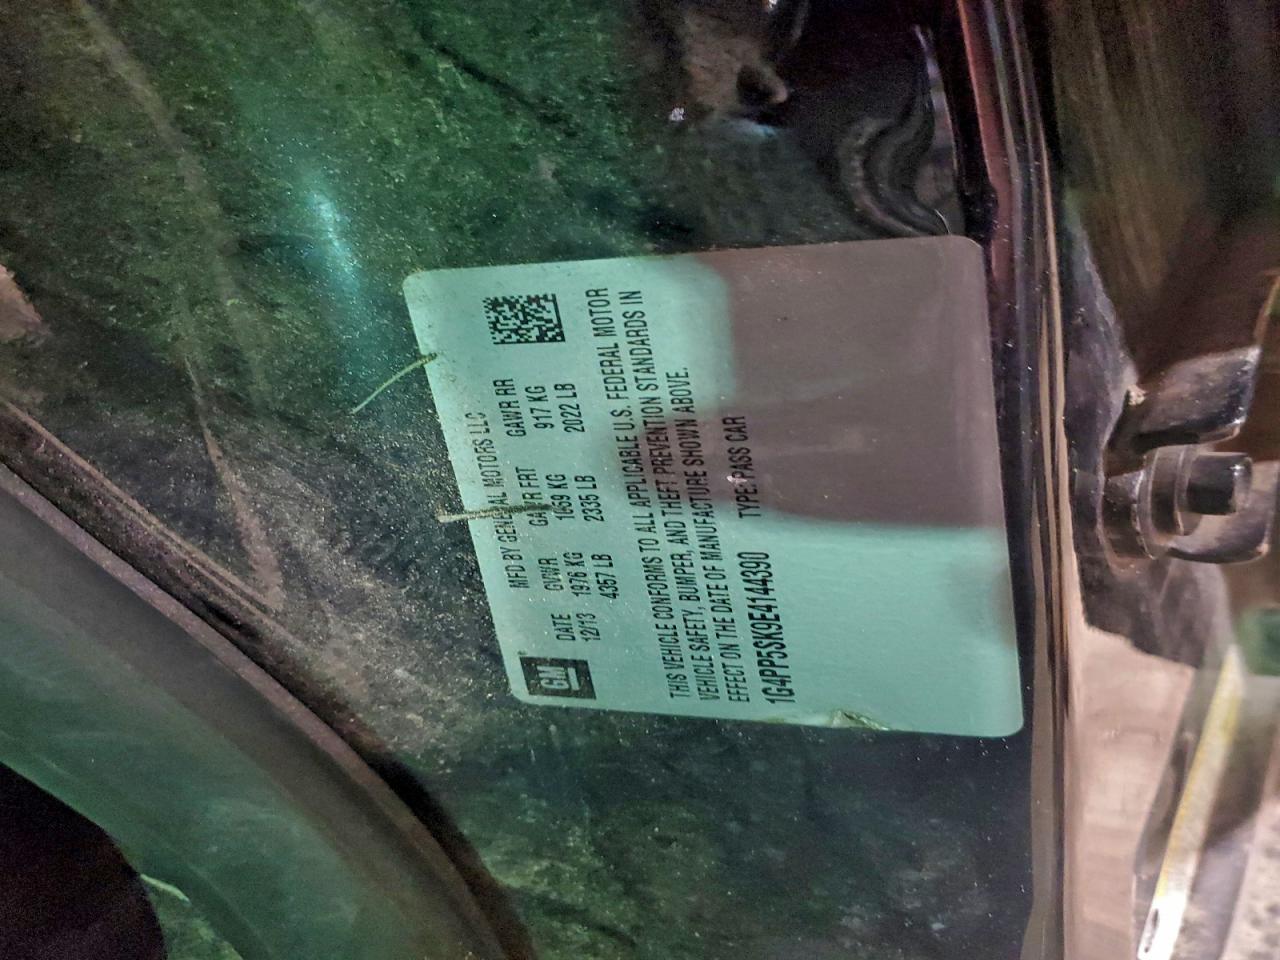 GM
MFD BY GENERAL MOTORS LLC
DATE GVWR GAWR FRT GAWR RR
12/13 1976 KG 1059 KG 917 KG
4357 LB 2335 LB 2022 LB
THIS VEHICLE CONFORMS TO ALL APPLICABLE U.S. FEDERAL MOTOR
VEHICLE SAFETY, BUMPER, AND THEFT PREVENTION STANDARDS IN
EFFECT ON THE DATE OF MANUFACTURE SHOWN ABOVE.
1G4PP5SK9E4144390 TYPE: PASS CAR